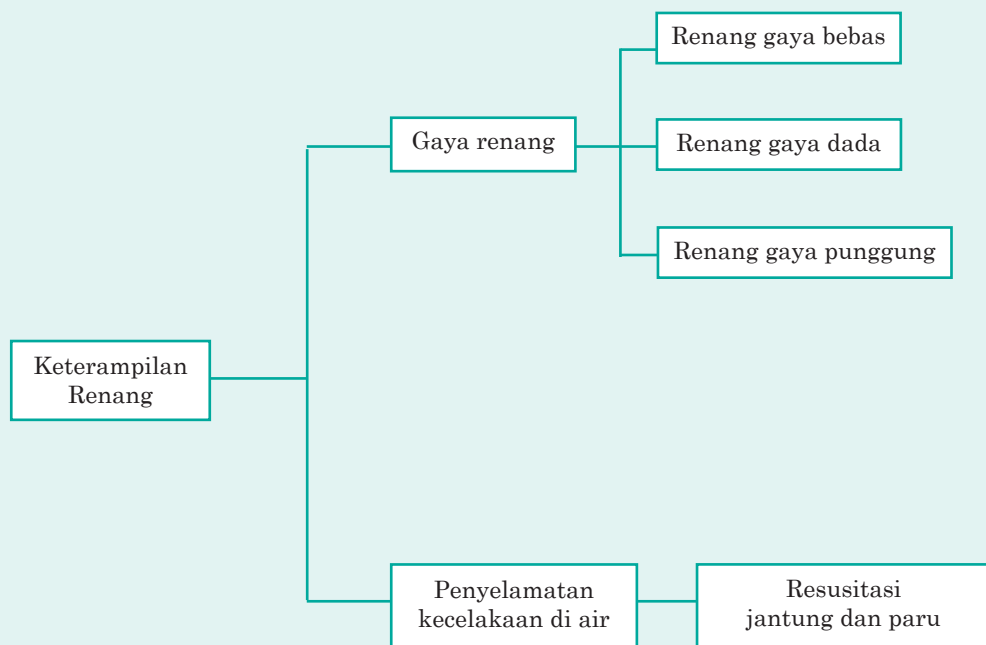 Renang gaya bebas
Gaya renang
Renang gaya dada
Renang gaya punggung
Keterampilan
Renang
Penyelamatan
kecelakaan di air
Resusitasi
jantung dan paru